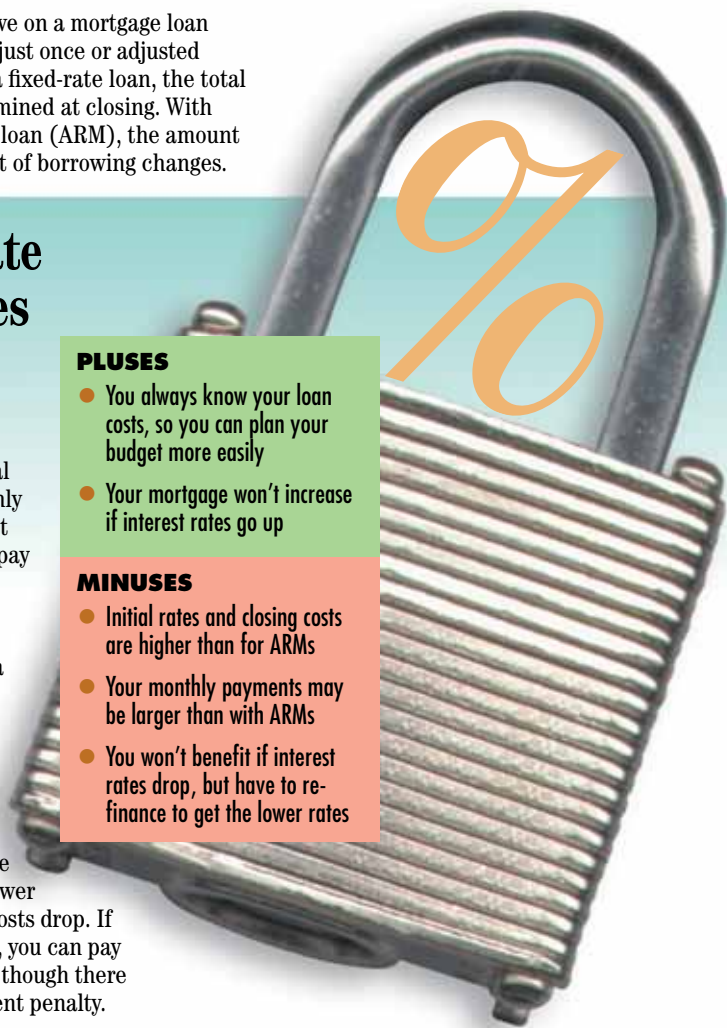 ve on a mortgage loan
just once or adjusted
a fixed-rate loan, the total
mined at closing. With
loan (ARM), the amount
t of borrowing changes.
te
es
al
nly
t
pay
a
e
wer
osts drop. If
, you can pay
though there
ent penalty.
PLUSES
● You always know your loan
costs, so you can plan your
budget more easily
● Your mortgage won’t increase
if interest rates go up
MINUSES
● Initial rates and closing costs
are higher than for ARMs
● Your monthly payments may
be larger than with ARMs
● You won’t benefit if interest
rates drop, but have to re-
finance to get the lower rates
%